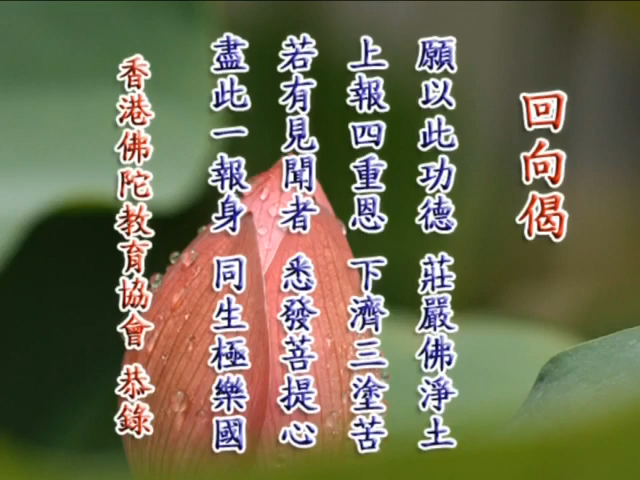 回向偈
願以此功德 莊嚴佛淨土
上報四重恩 下濟三塗苦
若有見聞者 悉發菩提心
盡此一報身 同生極樂國
香港佛陀教育協會 恭錄